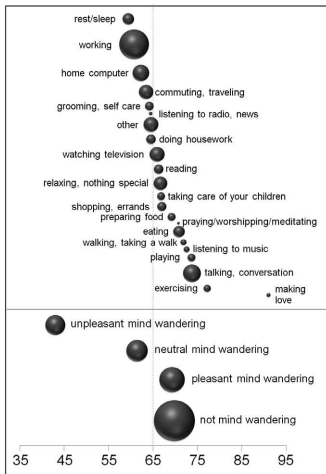 rest/sleep
working
home computer
commuting, traveling
grooming, self care
listening to radio, news
other
doing housework
watching television
reading
relaxing, nothing special
taking care of your children
shopping, errands
preparing food
praying/worshipping/meditating
eating
walking, taking a walk
listening to music
playing
talking, conversation
exercising
making
love
unpleasant mind wandering
neutral mind wandering
pleasant mind wandering
not mind wandering
35 45 55 65 75 85 95